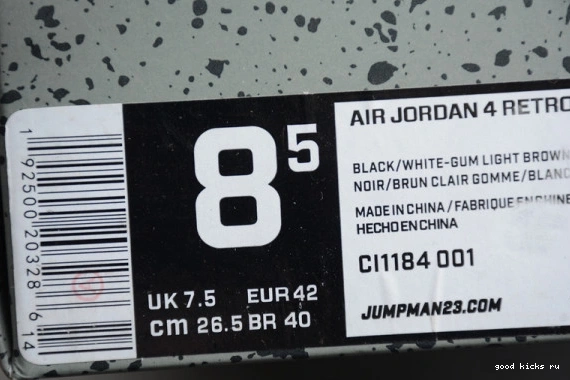 1 92500 20328 6 14
8 5
UK 7.5 EUR 42
cm 26.5 BR 40
AIR JORDAN 4 RETRO
BLACK/WHITE-GUM LIGHT BROWN
NOIR/BRUN CLAIR GOMME/BLANC
MADE IN CHINA / FABRIQUE EN CHINE
HECHO EN CHINA
CI1184 001
JUMPMAN23.COM
good kicks ru